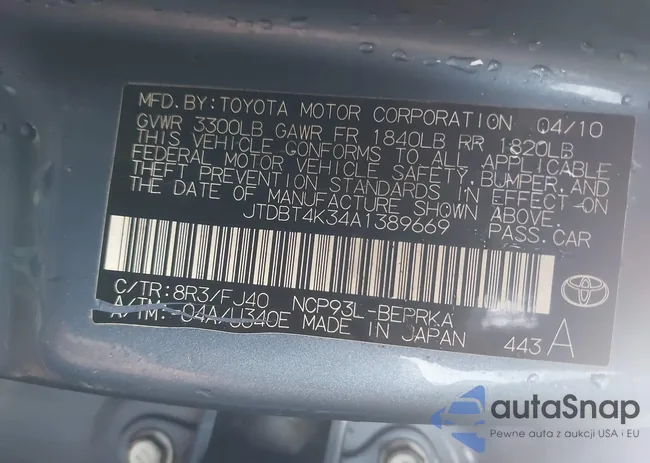 MFD.BY:TOYOTA MOTOR CORPORATION 04/10
GVWR 3300LB GAWR FR 1840LB RR 1820LB
THIS VEHICLE CONFORMS TO ALL APPLICABLE
FEDERAL MOTOR VEHICLE SAFETY,BUMPER,AND
THEFT PREVENTION STANDARDS IN EFFECT ON
THE DATE OF MANUFACTURE SHOWN ABOVE.
JTDBT4K34A1389669 PASS.CAR
C/TR:8R3/FJ40 NCP93L-BEPRKA
A/TM:-04A/U340E MADE IN JAPAN 443 A
autaSnap
Pewne auta z aukcji USA i EU